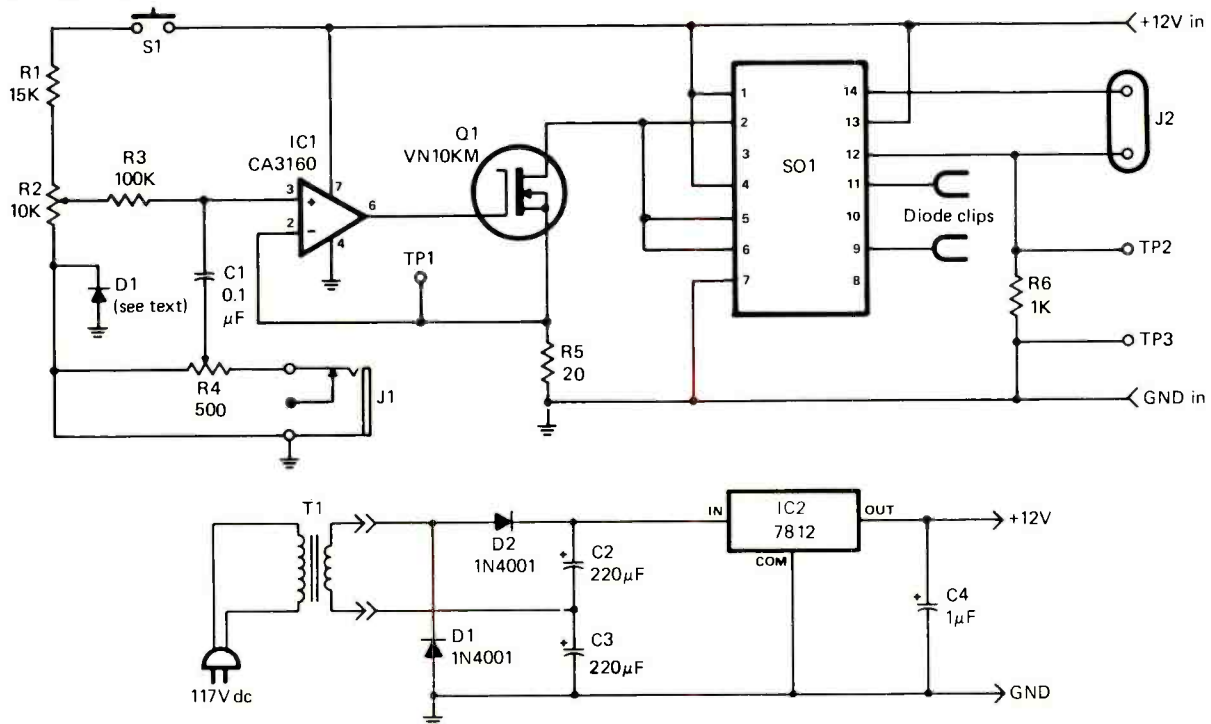 S1
+12V in
R1
15K
R2
10K
R3
100K
IC1
CA3160
3
+
7
2
-
4
6
Q1
VN10KM
D1
(see text)
C1
0.1
μF
TP1
R4
500
J1
R5
20
SO1
1
2
3
4
5
6
7
14
13
12
11
10
9
8
J2
Diode clips
TP2
R6
1K
TP3
GND in
T1
117V dc
D2
1N4001
D1
1N4001
+
C2
220μF
+
C3
220μF
IN
IC2
7812
OUT
COM
+12V
+
C4
1μF
GND